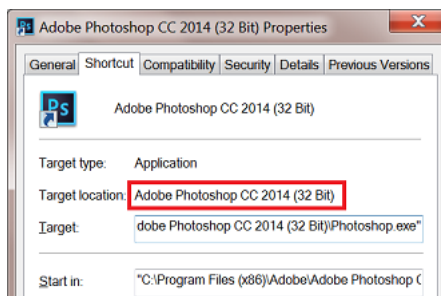 Adobe Photoshop CC 2014 (32 Bit) Properties
General Shortcut Compatibility Security Details Previous Versions
Ps
Adobe Photoshop CC 2014 (32 Bit)
Target type: Application
Target location: Adobe Photoshop CC 2014 (32 Bit)
Target: dobe Photoshop CC 2014 (32 Bit)\Photoshop.exe"
Start in: "C:\Program Files (x86)\Adobe\Adobe Photoshop C